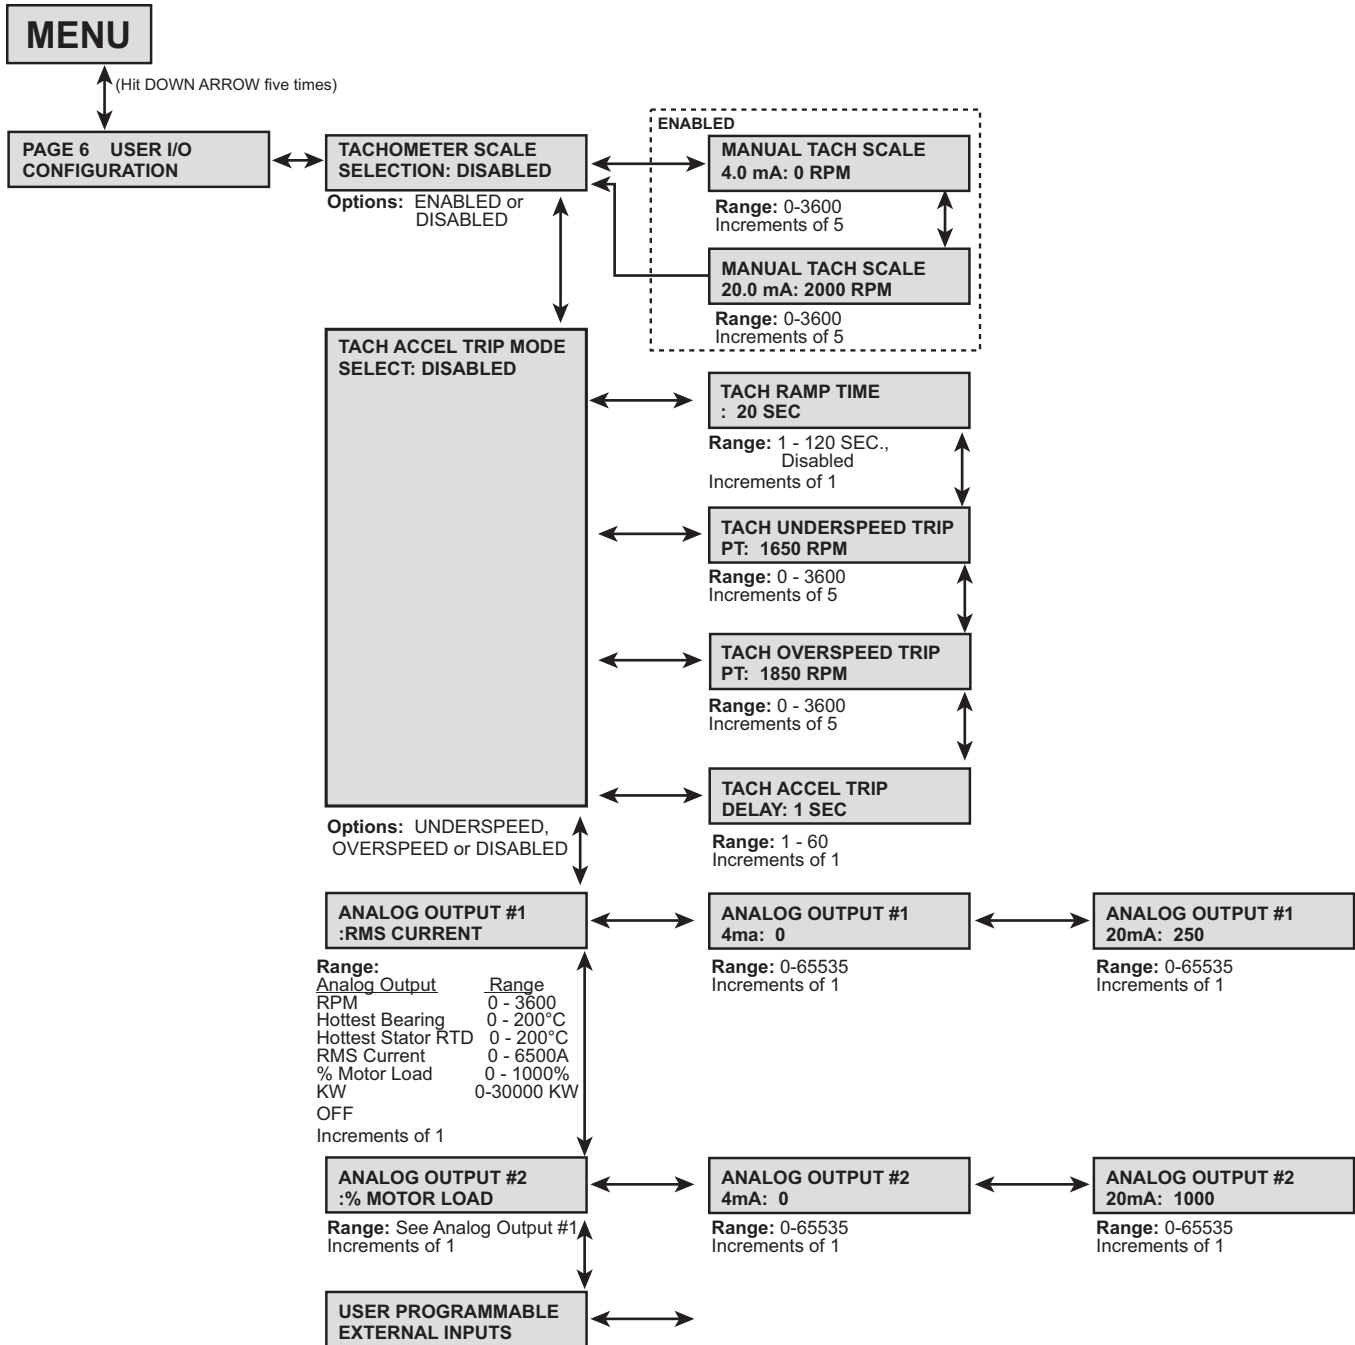 MENU
(Hit DOWN ARROW five times)
PAGE 6 USER I/O
CONFIGURATION
TACHOMETER SCALE
SELECTION: DISABLED
Options: ENABLED or
DISABLED
ENABLED
MANUAL TACH SCALE
4.0 mA: 0 RPM
Range: 0-3600
Increments of 5
MANUAL TACH SCALE
20.0 mA: 2000 RPM
Range: 0-3600
Increments of 5
TACH ACCEL TRIP MODE
SELECT: DISABLED
TACH RAMP TIME
: 20 SEC
Range: 1 - 120 SEC.,
Disabled
Increments of 1
TACH UNDERSPEED TRIP
PT: 1650 RPM
Range: 0 - 3600
Increments of 5
TACH OVERSPEED TRIP
PT: 1850 RPM
Range: 0 - 3600
Increments of 5
TACH ACCEL TRIP
DELAY: 1 SEC
Range: 1 - 60
Increments of 1
Options: UNDERSPEED,
OVERSPEED or DISABLED
ANALOG OUTPUT #1
:RMS CURRENT
Range:
Analog Output Range
RPM 0 - 3600
Hottest Bearing 0 - 200°C
Hottest Stator RTD 0 - 200°C
RMS Current 0 - 6500A
% Motor Load 0 - 1000%
KW 0-30000 KW
OFF
Increments of 1
ANALOG OUTPUT #1
4ma: 0
Range: 0-65535
Increments of 1
ANALOG OUTPUT #1
20mA: 250
Range: 0-65535
Increments of 1
ANALOG OUTPUT #2
:% MOTOR LOAD
Range: See Analog Output #1
Increments of 1
ANALOG OUTPUT #2
4mA: 0
Range: 0-65535
Increments of 1
ANALOG OUTPUT #2
20mA: 1000
Range: 0-65535
Increments of 1
USER PROGRAMMABLE
EXTERNAL INPUTS